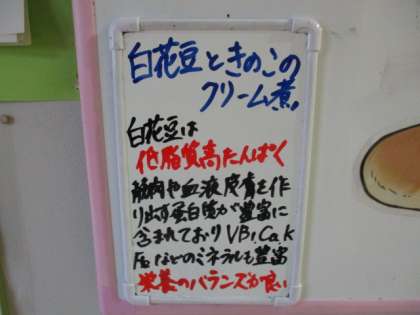 白花豆ときのこの
クリーム煮。
白花豆は
低脂質高たんぱく
筋肉や血液皮膚を作
り出す蛋白質が豊富に
含まれており VB1,Ca,K
Feなどのミネラルも豊富
栄養のバランスが良い